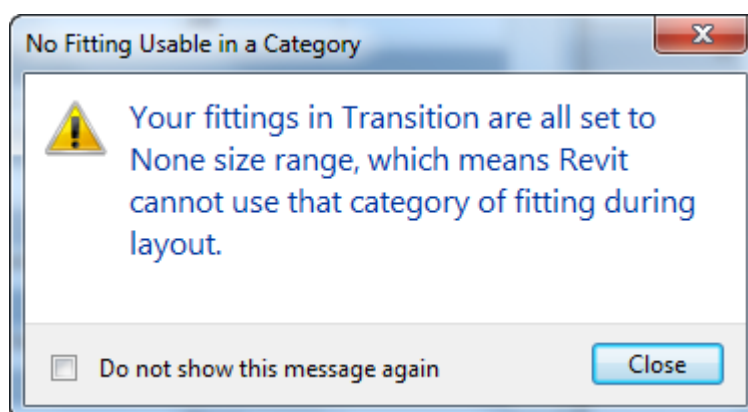 No Fitting Usable in a Category
Your fittings in Transition are all set to
None size range, which means Revit
cannot use that category of fitting during
layout.
Do not show this message again
Close